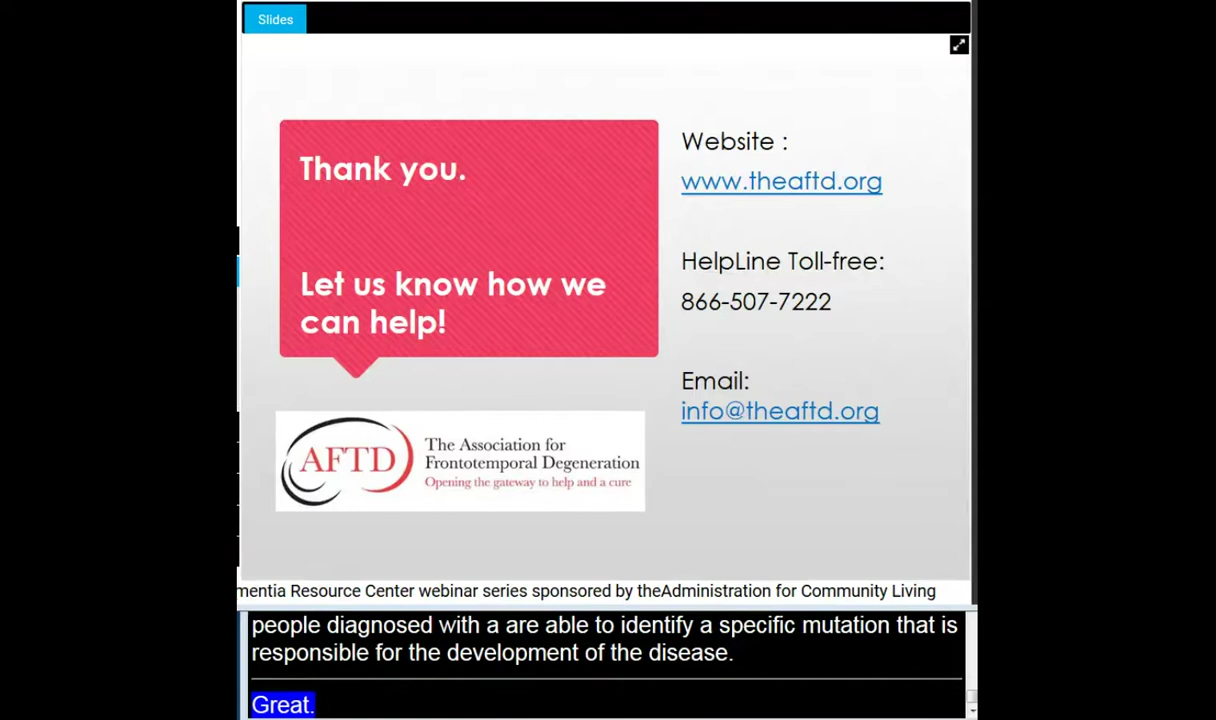 Slides
Thank you.
Let us know how we
can help!
Website :
www.theaftd.org
HelpLine Toll-free:
866-507-7222
Email:
info@theaftd.org
AFTD
The Association for
Frontotemporal Degeneration
Opening the gateway to help and a cure
mentia Resource Center webinar series sponsored by theAdministration for Community Living
people diagnosed with a are able to identify a specific mutation that is
responsible for the development of the disease.
Great.